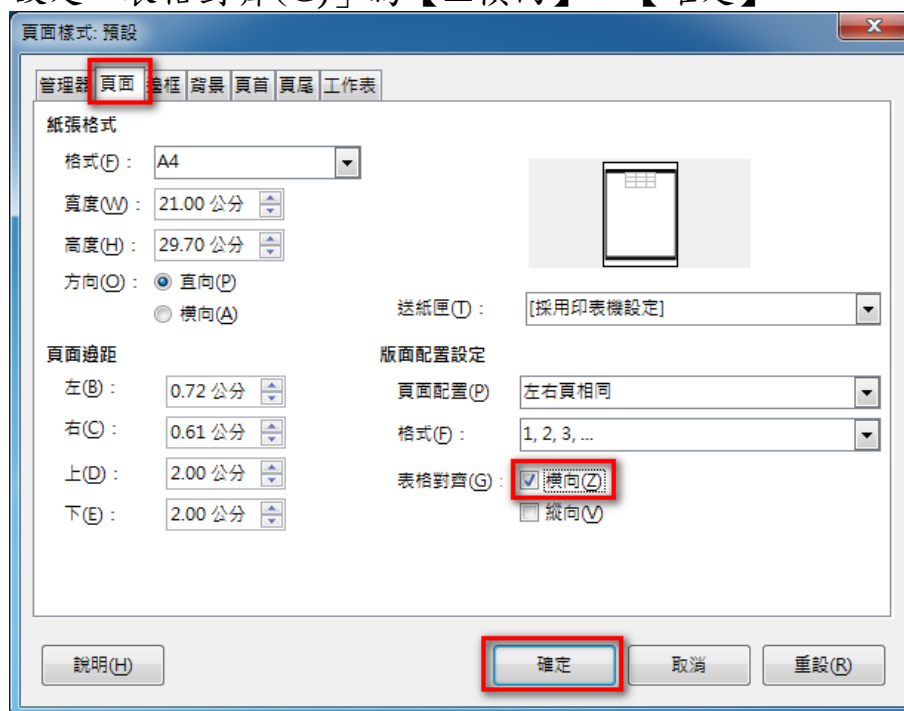 頁面樣式: 預設
管理器 頁面 邊框 背景 頁首 頁尾 工作表
紙張格式
格式(F)： A4
寬度(W)： 21.00 公分
高度(H)： 29.70 公分
方向(O)： 直向(P)
橫向(A)
送紙匣(T)： [採用印表機設定]
頁面邊距
版面配置設定
左(B)： 0.72 公分
頁面配置(P) 左右頁相同
右(C)： 0.61 公分
格式(F)： 1, 2, 3, ...
上(D)： 2.00 公分
表格對齊(G)： 橫向(Z)
下(E)： 2.00 公分
縱向(V)
說明(H) 確定 取消 重設(R)